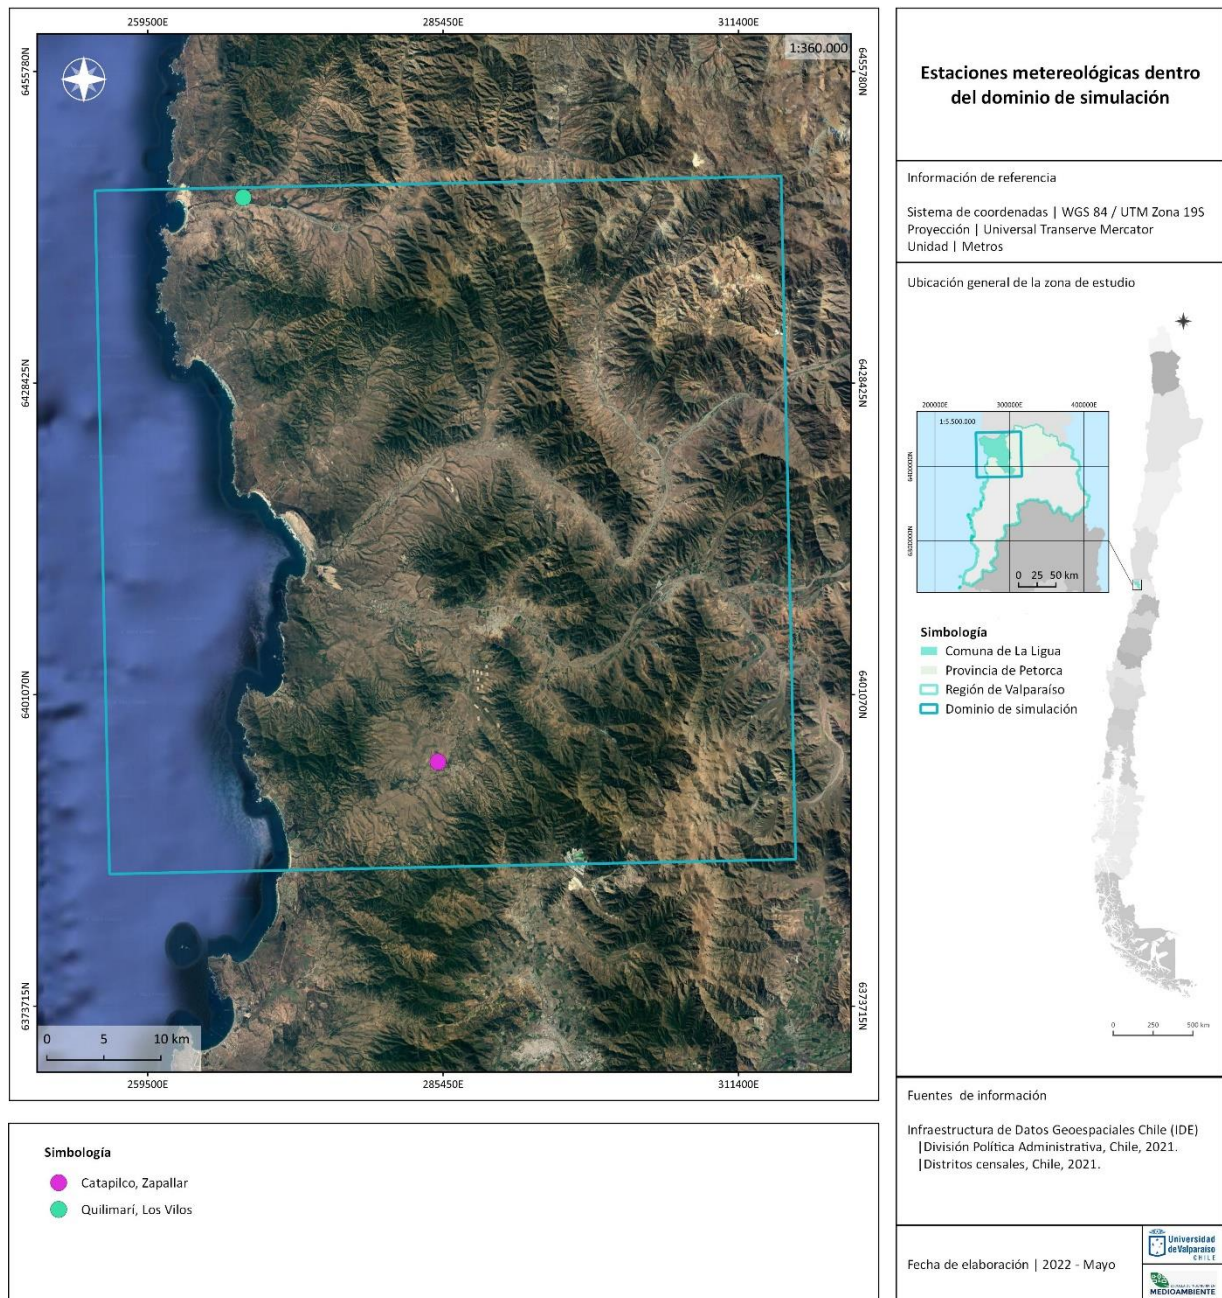 259500E
285450E
311400E
1:360.000
6455780N
6455780N
6428425N
6428425N
6401070N
6401070N
6373715N
6373715N
0 5 10 km
259500E
285450E
311400E
Simbología
Catapilco, Zapallar
Quilimarí, Los Vilos
Estaciones metereológicas dentro
del dominio de simulación
Información de referencia
Sistema de coordenadas | WGS 84 / UTM Zona 19S
Proyección | Universal Transerve Mercator
Unidad | Metros
Ubicación general de la zona de estudio
200000E
300000E
400000E
1:5.500.000
6400000N
6300000N
0 25 50 km
Simbología
Comuna de La Ligua
Provincia de Petorca
Región de Valparaíso
Dominio de simulación
0 250 500 km
Fuentes de información
Infraestructura de Datos Geoespaciales Chile (IDE)
|División Política Administrativa, Chile, 2021.
|Distritos censales, Chile, 2021.
Fecha de elaboración | 2022 - Mayo
Universidad
de Valparaíso
CHILE
MEDIOAMBIENTE